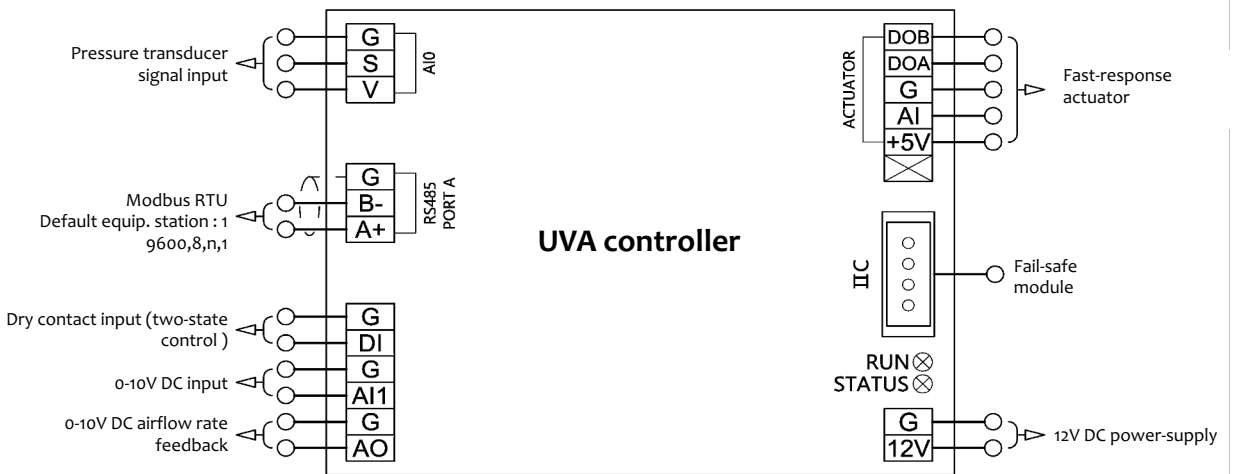 Pressure transducer
signal input
G
S
V
AI0
Modbus RTU
Default equip. station : 1
9600,8,n,1
G
B-
A+
RS485
PORT A
Dry contact input (two-state
control )
G
DI
0-10V DC input
G
AI1
0-10V DC airflow rate
feedback
G
AO
UVA controller
ACTUATOR
DOB
DOA
G
AI
+5V
Fast-response
actuator
IIC
Fail-safe
module
RUN
STATUS
G
12V
12V DC power-supply